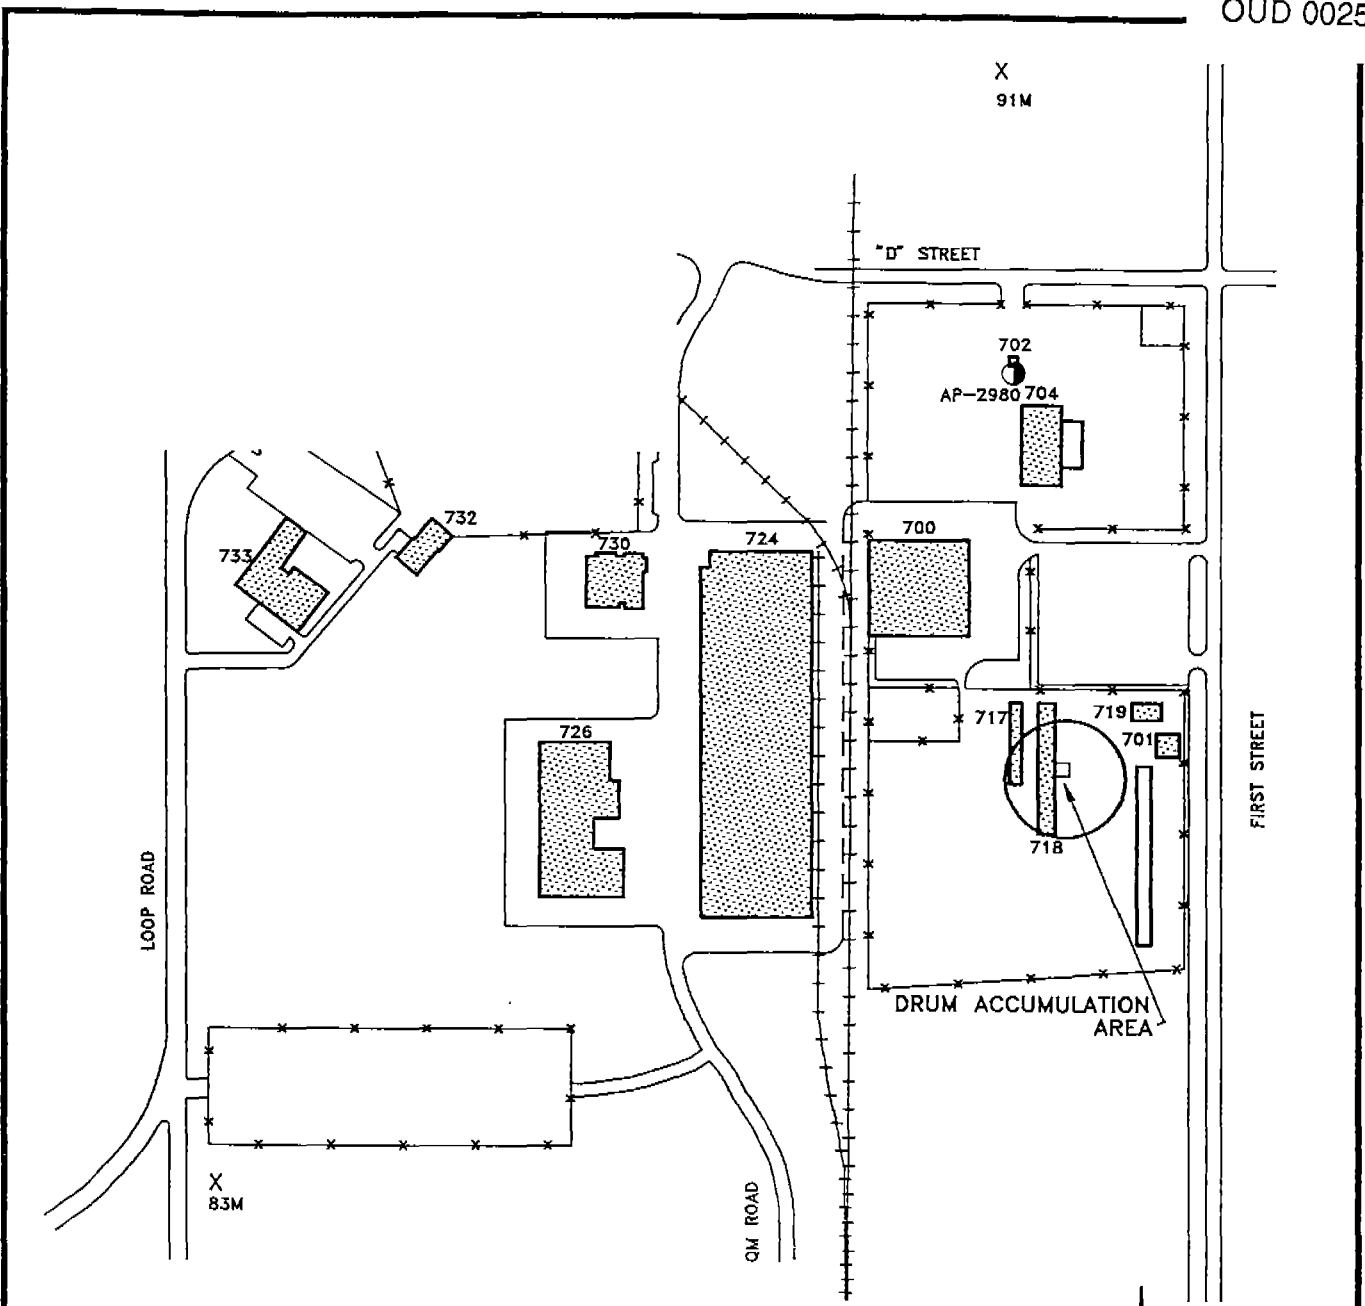 OUD 0025
X
91M
"D" STREET
702
AP-2980 704
732
733
730
724
700
726
717
719
701
718
FIRST STREET
LOOP ROAD
DRUM ACCUMULATION
AREA
X
83M
QM ROAD